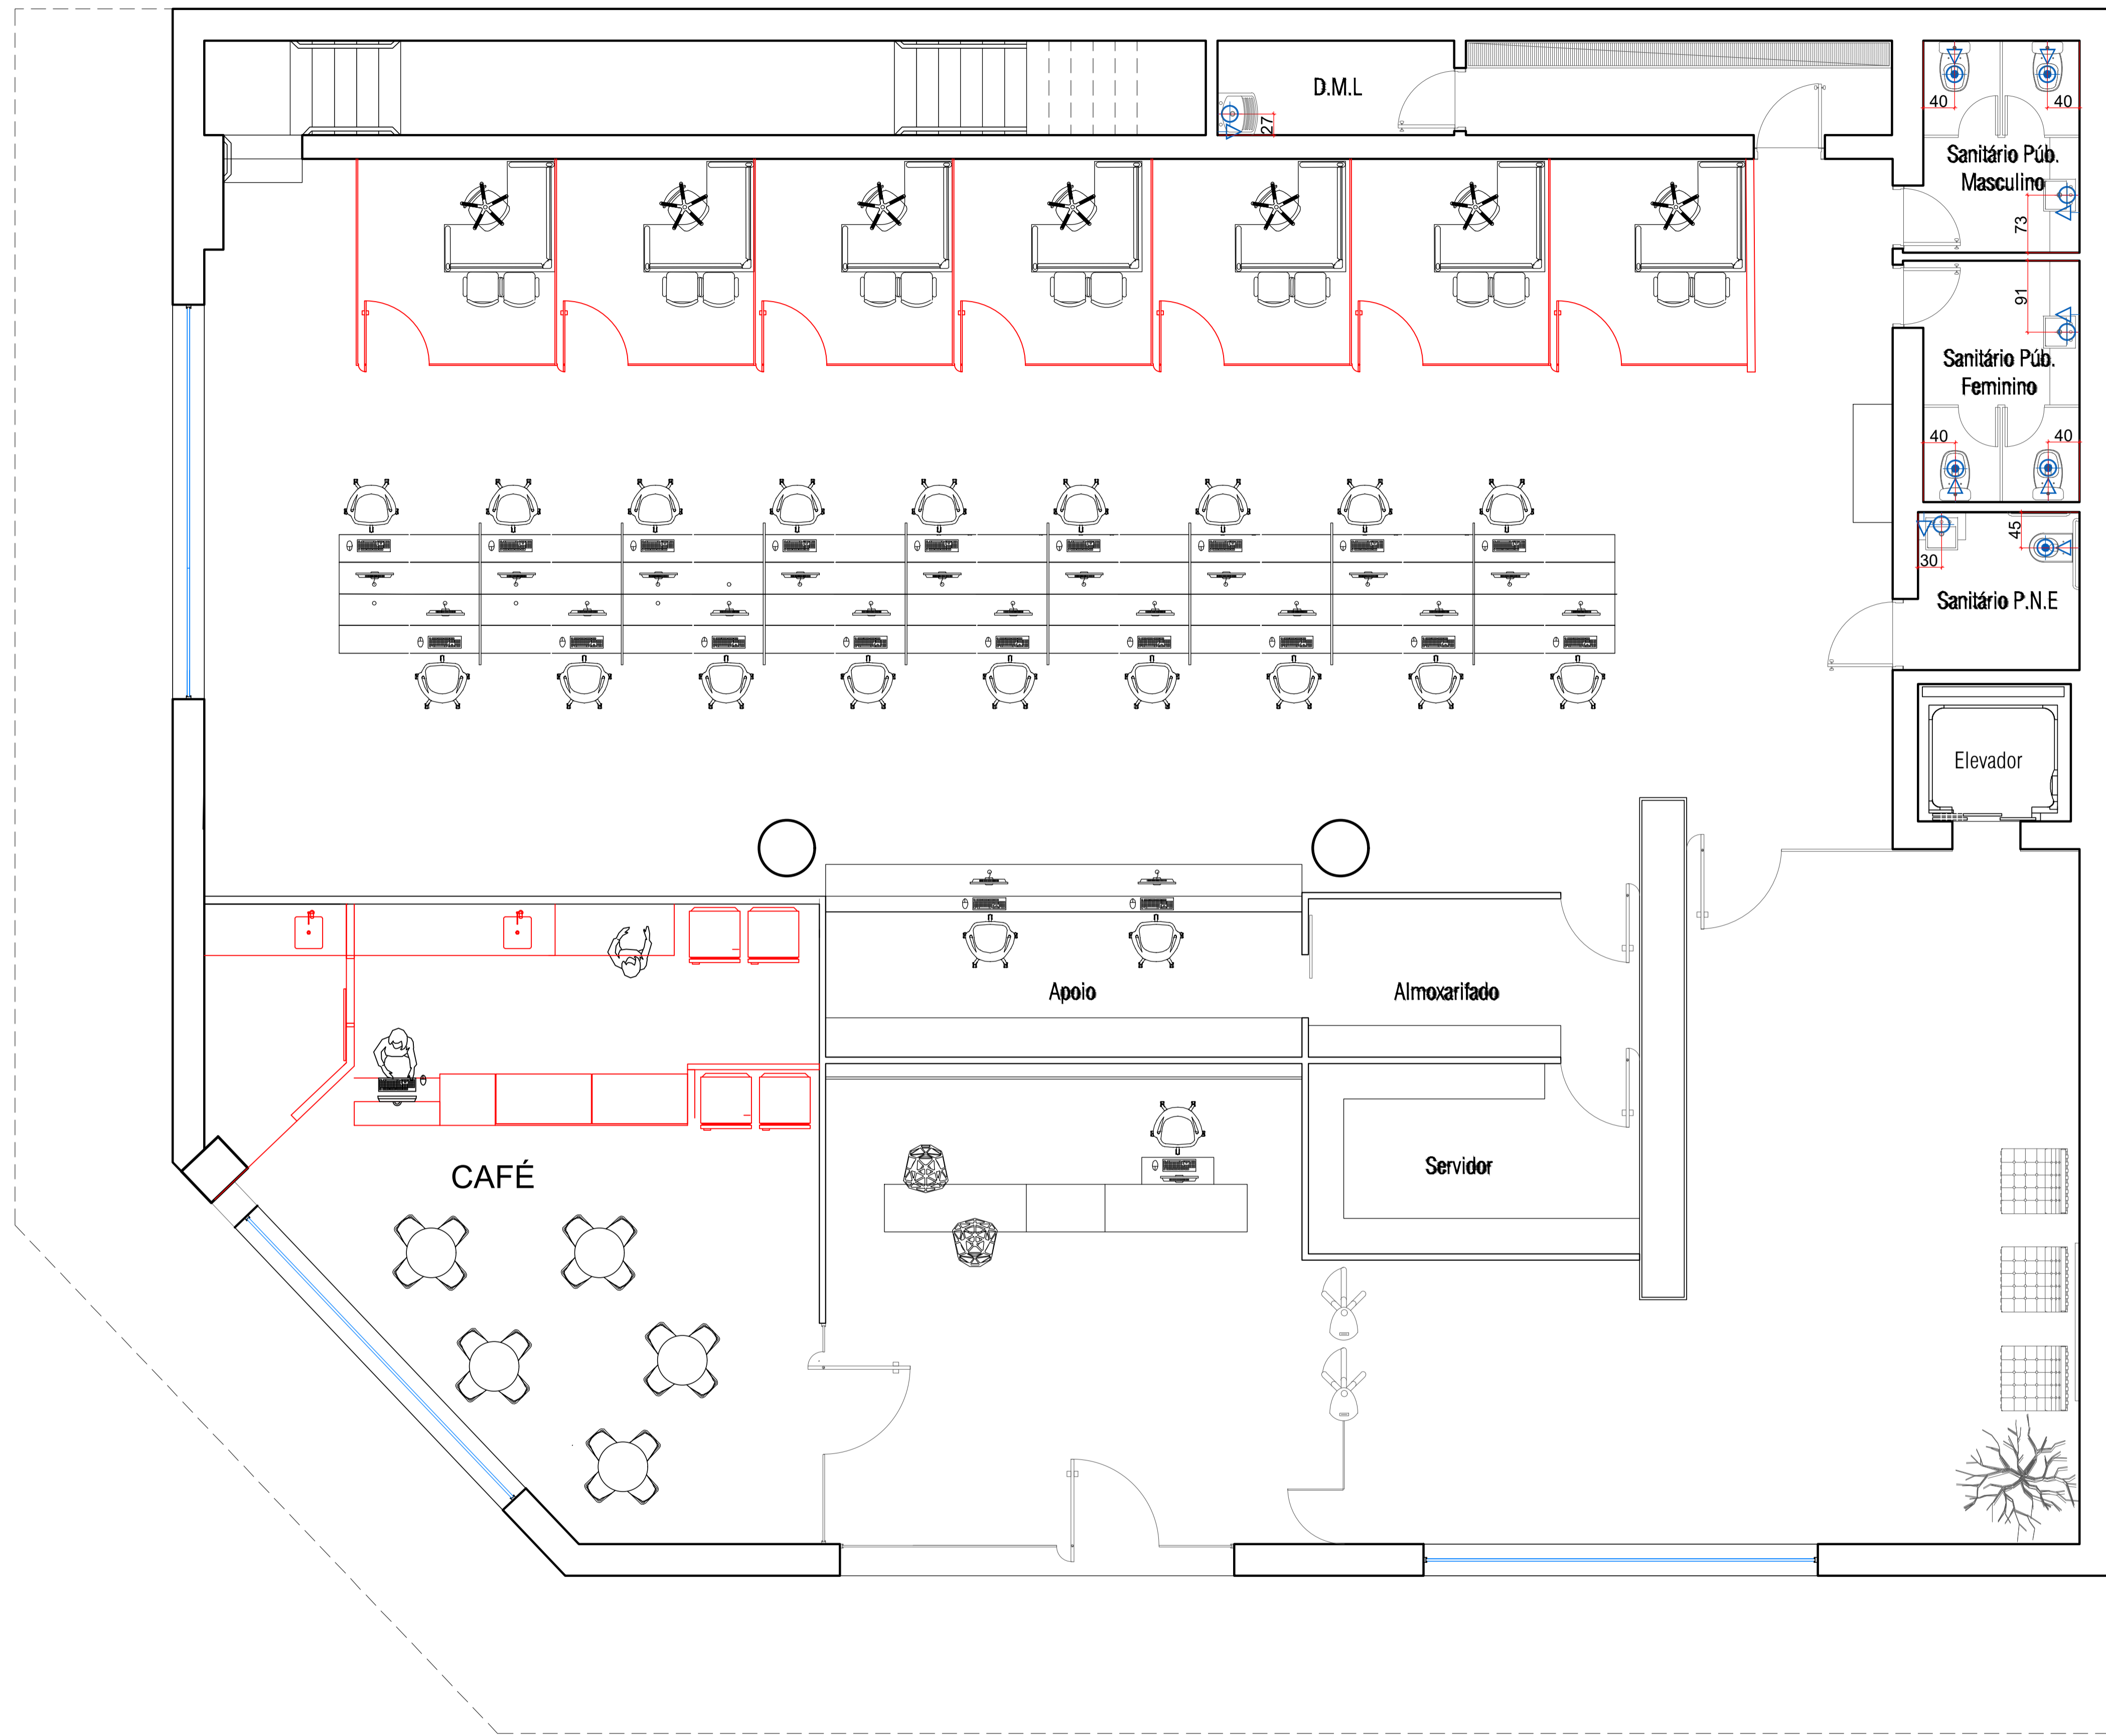 D.M.L
27
40
40
Sanitário Púb.
Masculino
73
91
Sanitário Púb.
Feminino
40
40
45
30
Sanitário P.N.E
Elevador
Apoio
Almoxarifado
CAFÉ
Servidor